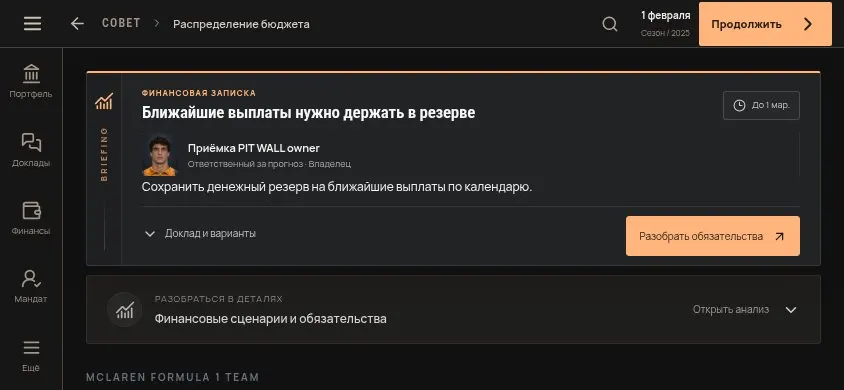 СОВЕТ
Распределение бюджета
1 февраля
Сезон / 2025
Продолжить
Портфель
Доклады
Финансы
Мандат
Ещё
BRIEFING
ФИНАНСОВАЯ ЗАПИСКА
Ближайшие выплаты нужно держать в резерве
До 1 мар.
Приёмка PIT WALL owner
Ответственный за прогноз · Владелец
Сохранить денежный резерв на ближайшие выплаты по календарю.
Доклад и варианты
Разобрать обязательства
РАЗОБРАТЬСЯ В ДЕТАЛЯХ
Финансовые сценарии и обязательства
Открыть анализ
MCLAREN FORMULA 1 TEAM